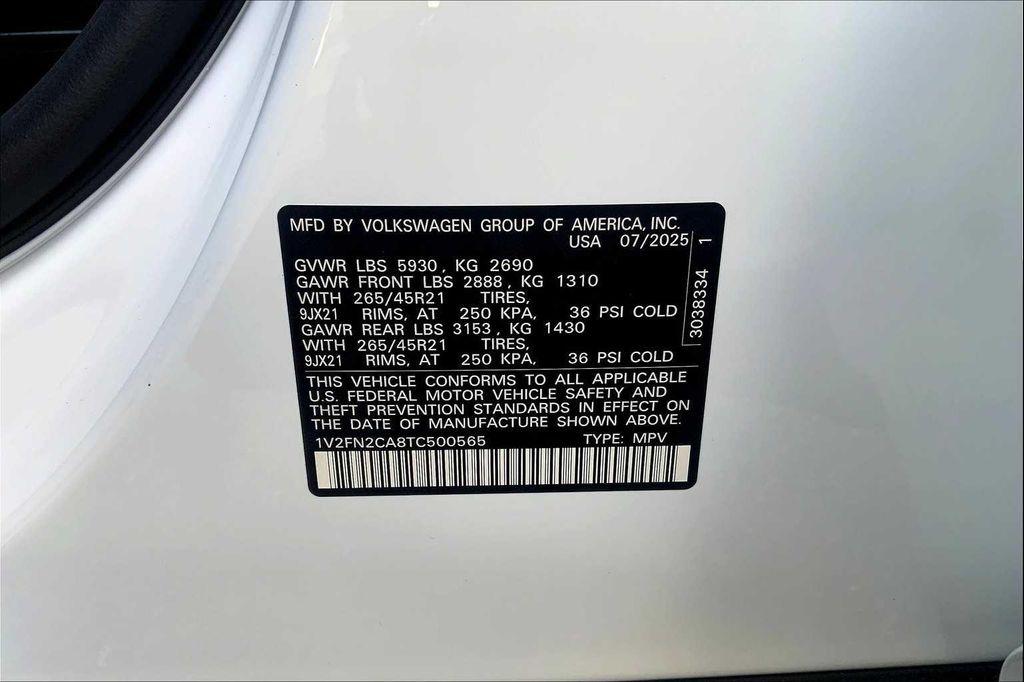 MFD BY VOLKSWAGEN GROUP OF AMERICA, INC.
USA 07/2025
GVWR LBS 5930, KG 2690
GAWR FRONT LBS 2888, KG 1310
WITH 265/45R21 TIRES,
9JX21 RIMS, AT 250 KPA, 36 PSI COLD
GAWR REAR LBS 3153, KG 1430
WITH 265/45R21 TIRES,
9JX21 RIMS, AT 250 KPA, 36 PSI COLD
3038334 1
THIS VEHICLE CONFORMS TO ALL APPLICABLE
U.S. FEDERAL MOTOR VEHICLE SAFETY AND
THEFT PREVENTION STANDARDS IN EFFECT ON
THE DATE OF MANUFACTURE SHOWN ABOVE.
1V2FN2CA8TC500565 TYPE: MPV